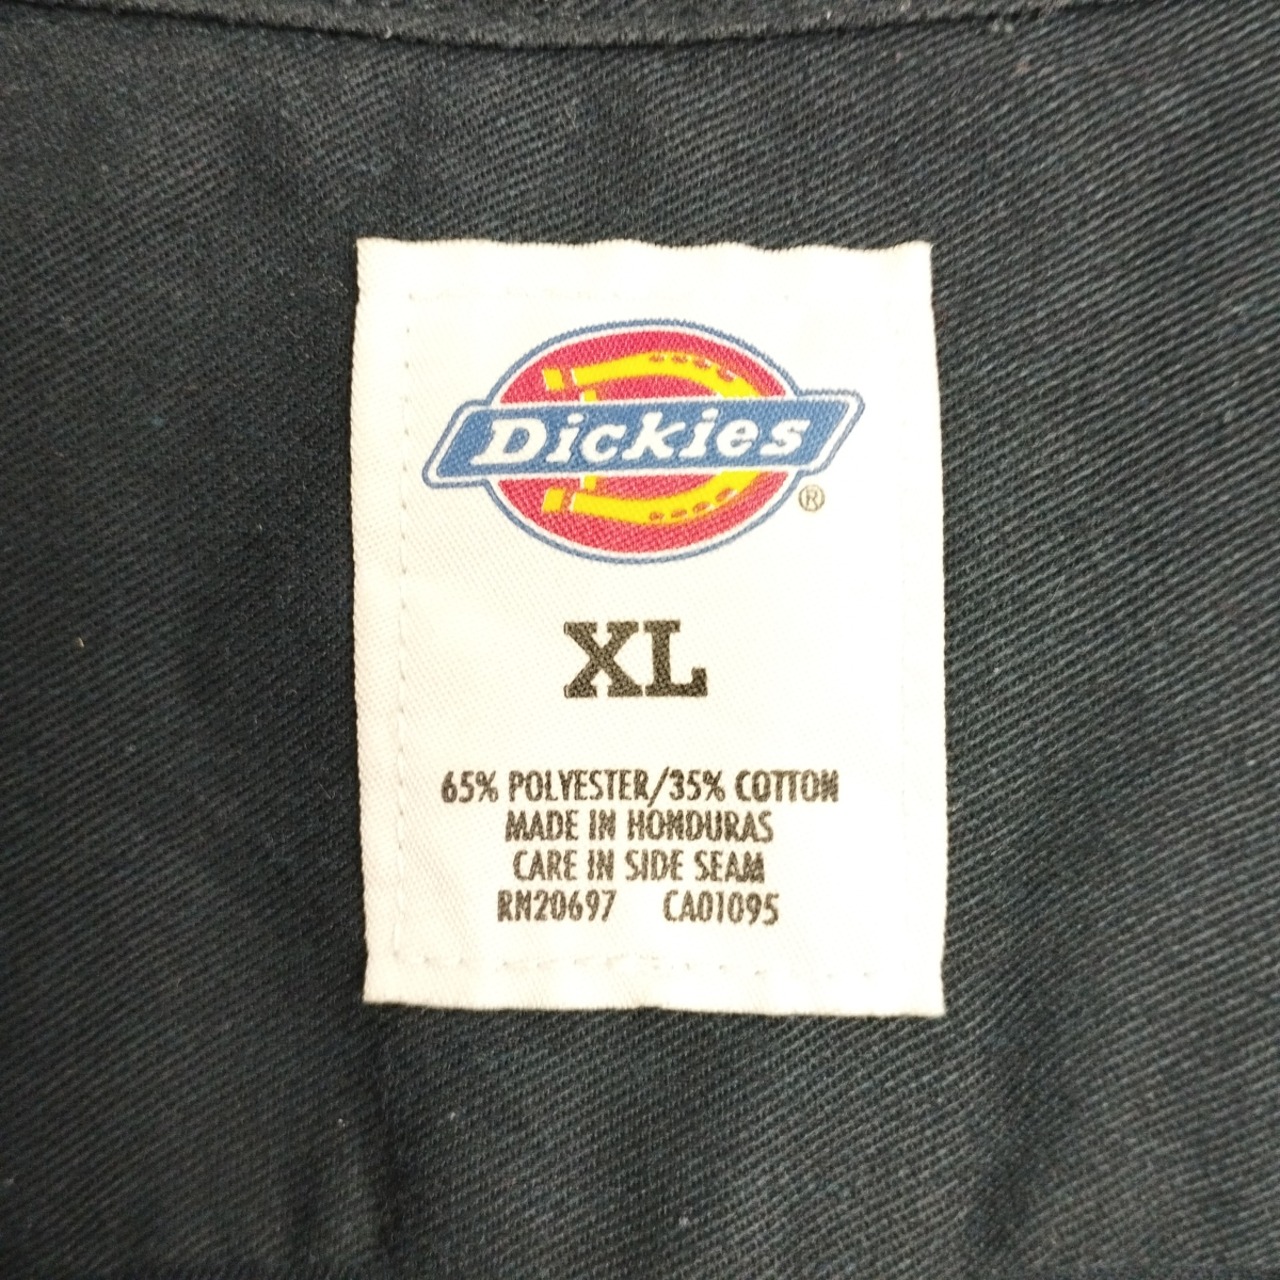 Dickies
®
XL
65% POLYESTER/35% COTTON
MADE IN HONDURAS
CARE IN SIDE SEAM
RN20697 CA01095